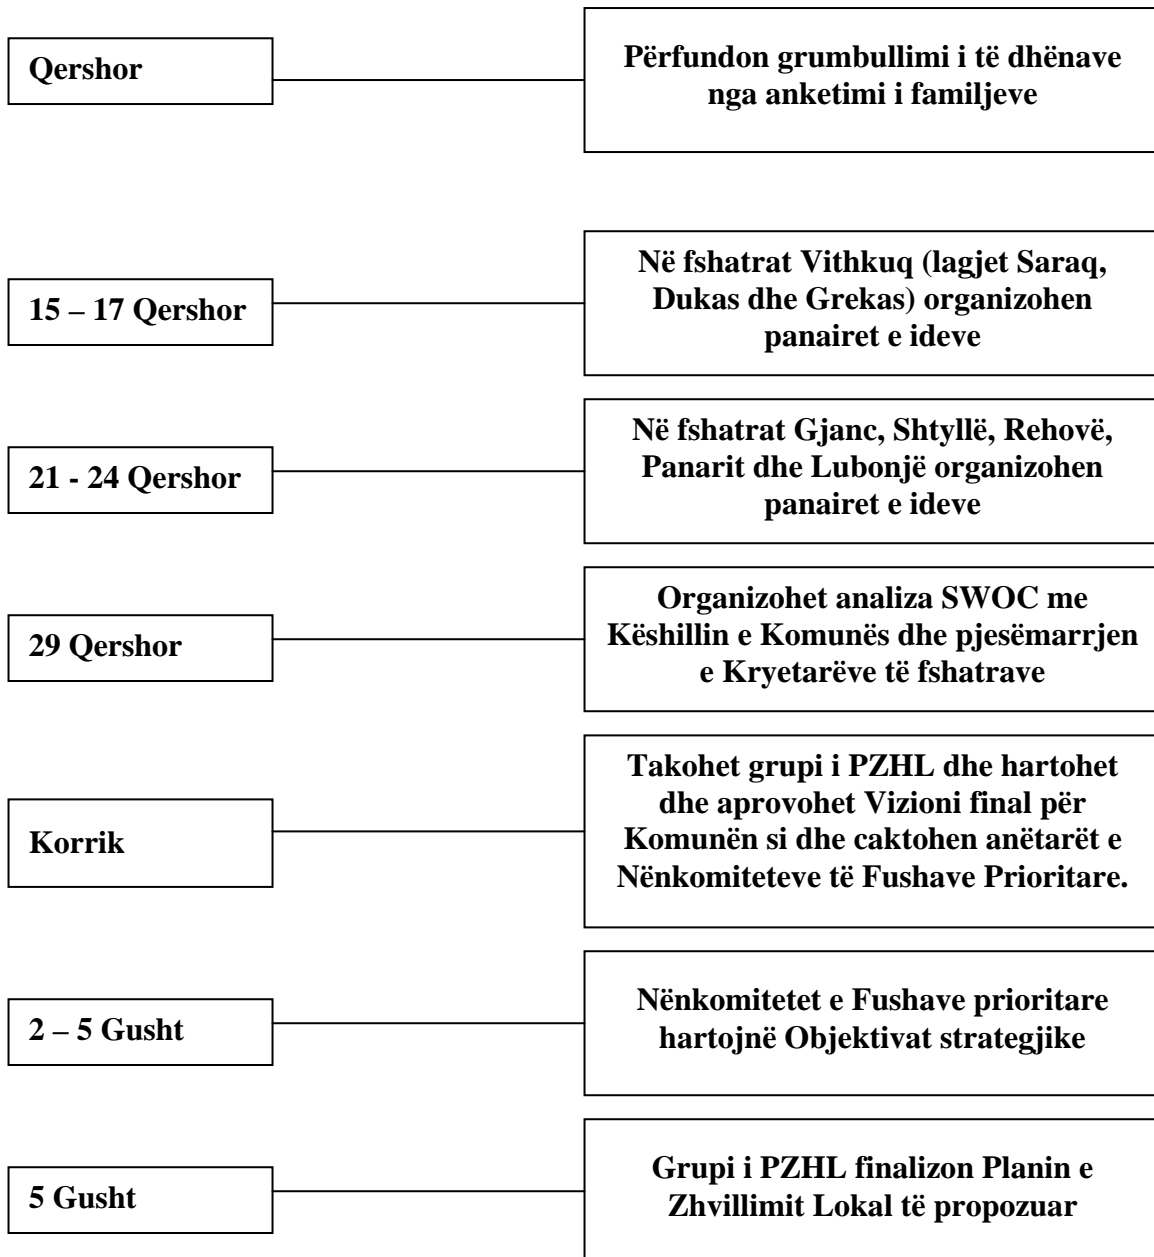 Qershor
Përfundon grumbullimi i të dhënave
nga anketimi i familjeve
15 – 17 Qershor
Në fshatrat Vithkuq (lagjet Saraq,
Dukas dhe Grekas) organizohen
panairet e ideve
21 - 24 Qershor
Në fshatrat Gjanc, Shtyllë, Rehovë,
Panarit dhe Lubonjë organizohen
panairet e ideve
29 Qershor
Organizohet analiza SWOC me
Këshillin e Komunës dhe pjesëmarrjen
e Kryetarëve të fshatrave
Korrik
Takohet grupi i PZHL dhe hartohet
dhe aprovohet Vizioni final për
Komunën si dhe caktohen anëtarët e
Nënkomiteteve të Fushave Prioritare.
2 – 5 Gusht
Nënkomitetet e Fushave prioritare
hartojnë Objektivat strategjike
5 Gusht
Grupi i PZHL finalizon Planin e
Zhvillimit Lokal të propozuar